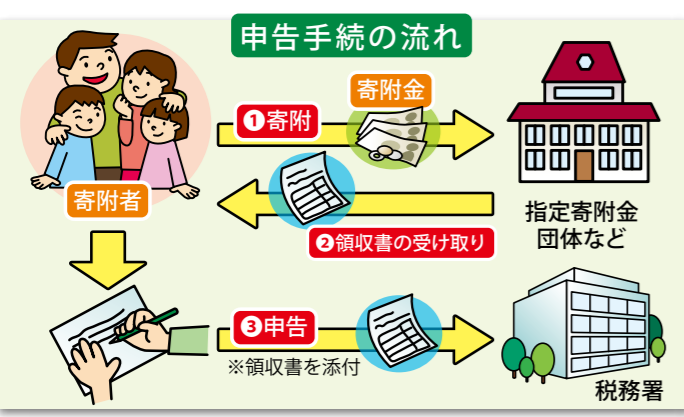 申告手続の流れ
寄附金
❶寄附
寄附者
❷領収書の受け取り
指定寄附金
団体など
❸申告
※領収書を添付
税務署